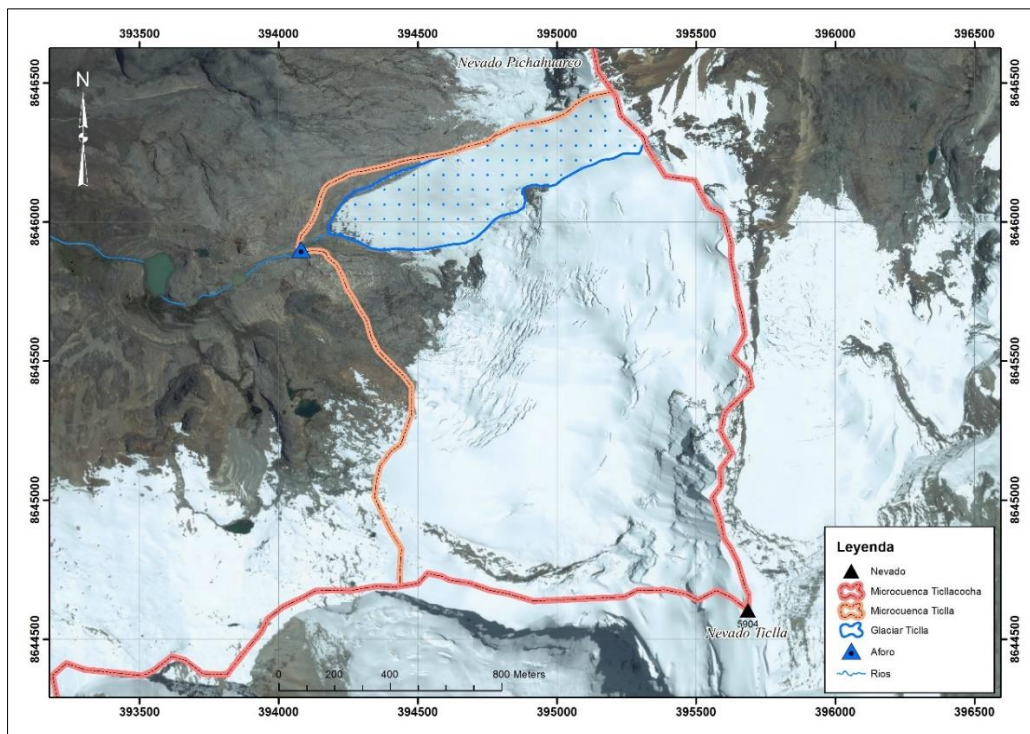 393500 394000 394500 395000 395500 396000 396500
Nevado Pichahuarco
8646500 8646500
N
8646000 8646000
8645500 8645500
8645000 8645000
Leyenda
Nevado
Microcuenca Ticllacocha
Microcuenca Ticlla
Glaciar Ticlla
Aforo
Rios
5904
Nevado Ticlla
8644500 8644500
0 200 400 800 Meters
393500 394000 394500 395000 395500 396000 396500